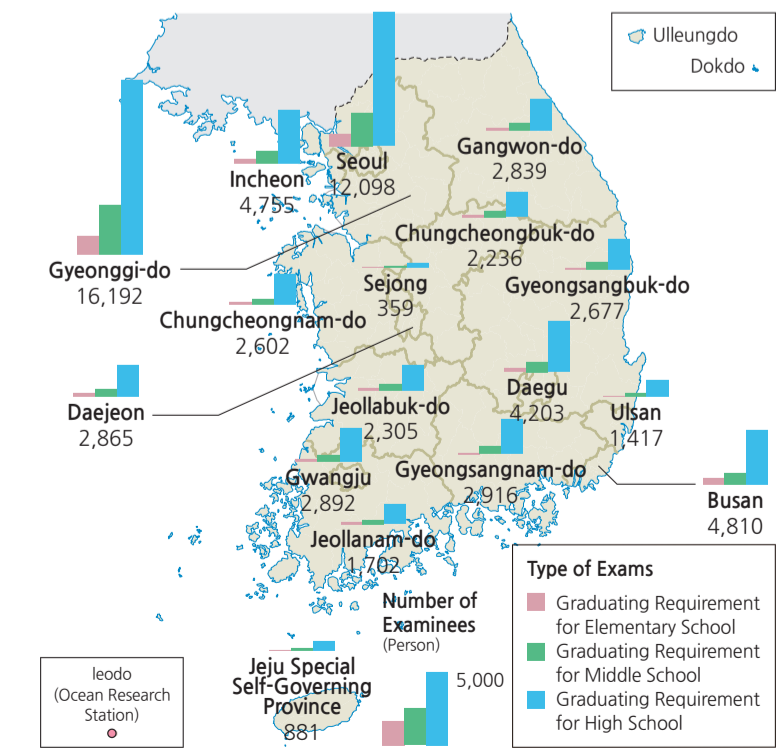 Ulleungdo
Dokdo
Seoul
12,098
Gangwon-do
2,839
Incheon
4,755
Chungcheongbuk-do
2,236
Gyeonggi-do
16,192
Sejong
359
Gyeongsangbuk-do
2,677
Chungcheongnam-do
2,602
Daegu
4,203
Jeollabuk-do
2,305
Daejeon
2,865
Ulsan
1,417
Gwangju
2,892
Gyeongsangnam-do
2,916
Busan
4,810
Jeollanam-do
1,702
Jeju Special
Self-Governing
Province
881
Ieodo
(Ocean Research
Station)
Number of
Examinees
(Person)
5,000
Type of Exams
Graduating Requirement
for Elementary School
Graduating Requirement
for Middle School
Graduating Requirement
for High School